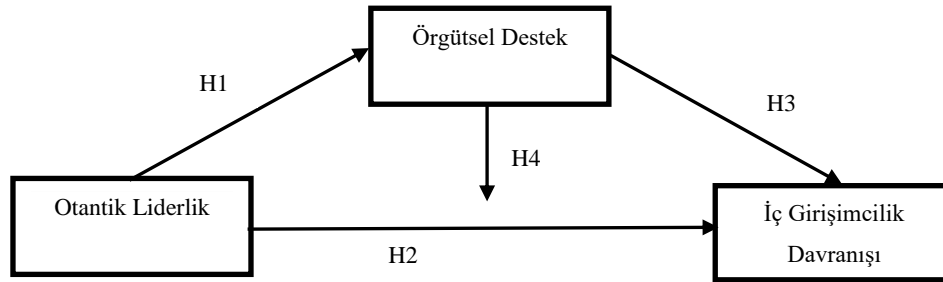 Örgütsel Destek
H1
H3
H4
Otantik Liderlik
İç Girişimcilik
Davranışı
H2